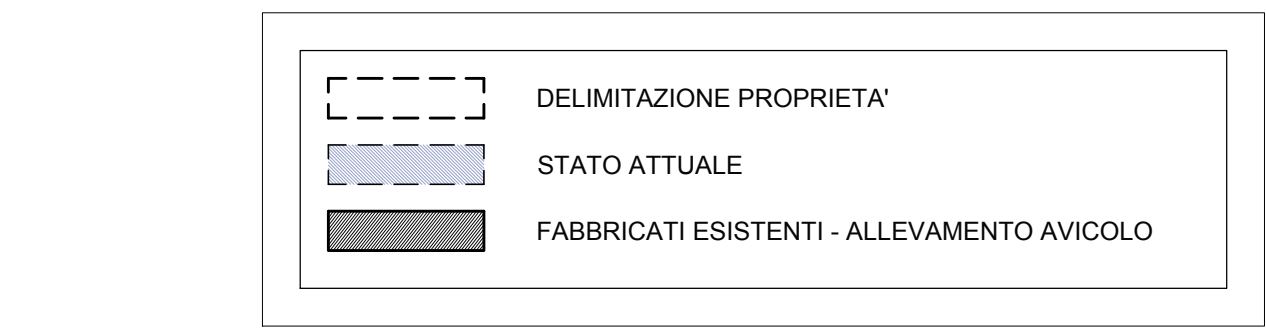 DELIMITAZIONE PROPRIETA'
STATO ATTUALE
FABBRICATI ESISTENTI - ALLEVAMENTO AVICOLO